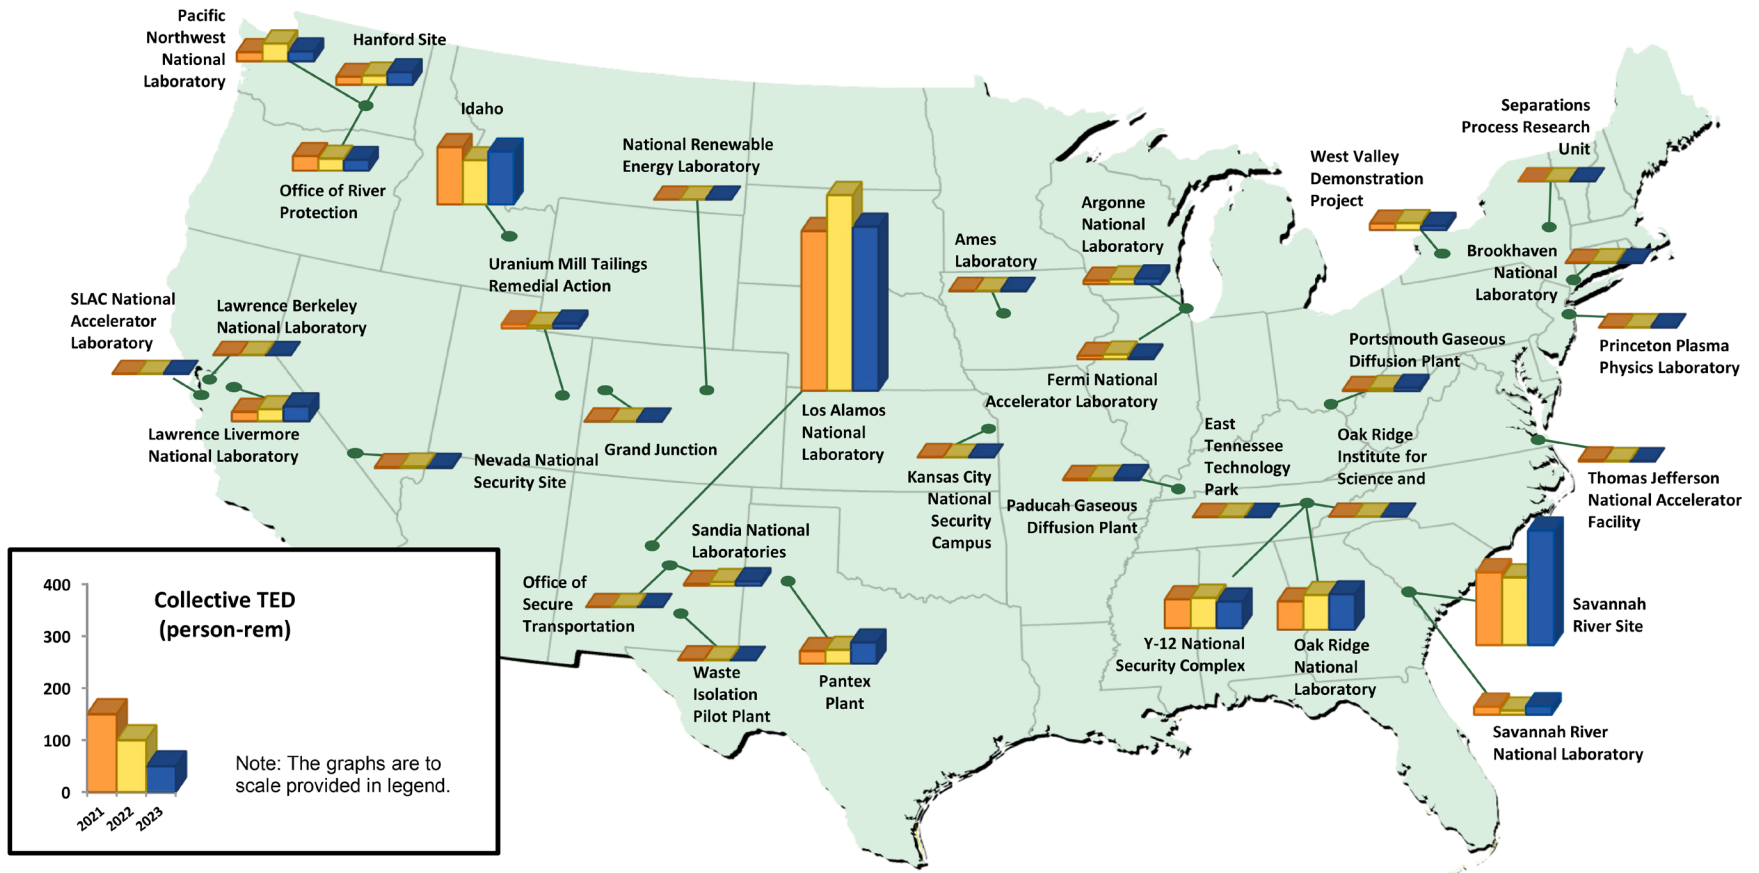 Pacific
Northwest
National
Laboratory
Hanford Site
Office of River
Protection
Idaho
National Renewable
Energy Laboratory
Uranium Mill Tailings
Remedial Action
SLAC National
Accelerator
Laboratory
Lawrence Berkeley
National Laboratory
Lawrence Livermore
National Laboratory
Nevada National
Security Site
Grand Junction
Los Alamos
National
Laboratory
Ames
Laboratory
Argonne
National
Laboratory
Fermi National
Accelerator Laboratory
Kansas City
National
Security
Campus
Paducah Gaseous
Diffusion Plant
East
Tennessee
Technology
Park
Oak Ridge
Institute for
Science and
Portsmouth Gaseous
Diffusion Plant
West Valley
Demonstration
Project
Separations
Process Research
Unit
Brookhaven
National
Laboratory
Princeton Plasma
Physics Laboratory
Thomas Jefferson
National Accelerator
Facility
Savannah
River Site
Savannah River
National Laboratory
Y-12 National
Security Complex
Oak Ridge
National
Laboratory
Sandia National
Laboratories
Office of
Secure
Transportation
Waste
Isolation
Pilot Plant
Pantex
Plant
Collective TED
(person-rem)
400
300
200
100
0
2021
2022
2023
Note: The graphs are to
scale provided in legend.